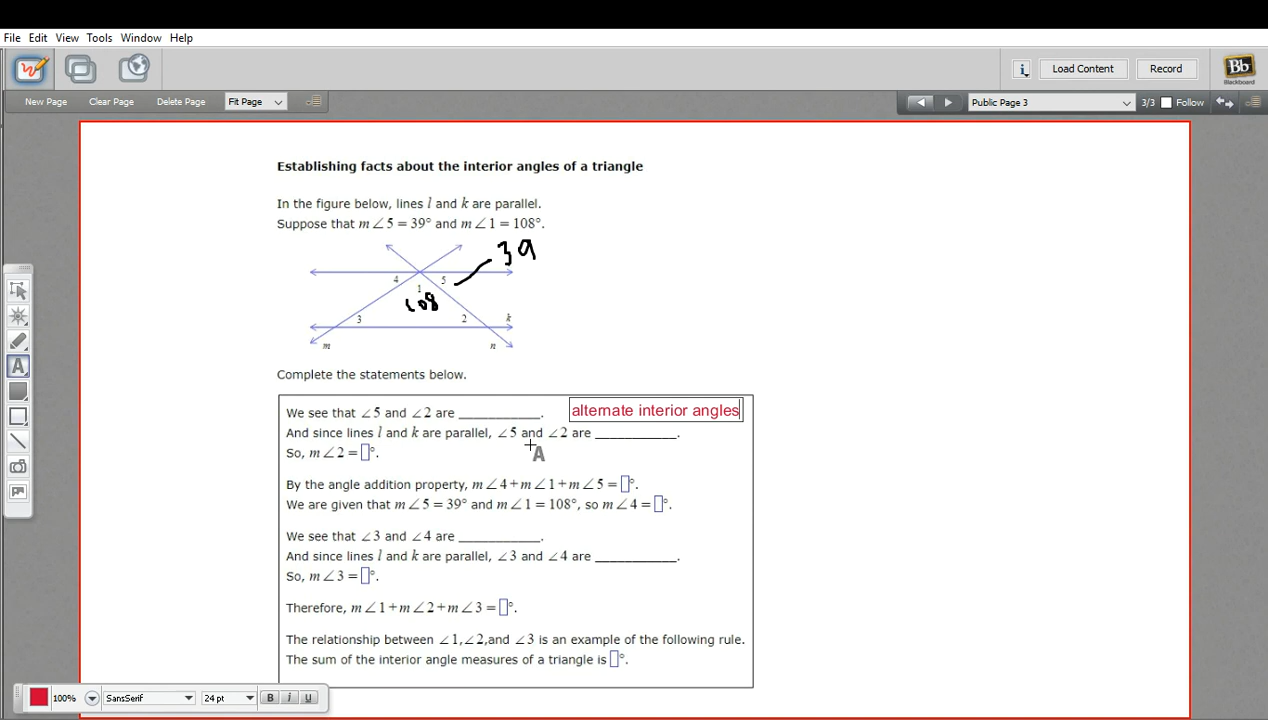 File Edit View Tools Window Help
Load Content Record Bb Blackboard
New Page Clear Page Delete Page Fit Page Public Page 3 3/3 Follow
Establishing facts about the interior angles of a triangle
In the figure below, lines l and k are parallel.
Suppose that m∠5 = 39° and m∠1 = 108°.
39
4 5
1
108
3 2 k
m n
Complete the statements below.
We see that ∠5 and ∠2 are ___________. alternate interior angles
And since lines l and k are parallel, ∠5 and ∠2 are ___________.
So, m∠2 = □°.
By the angle addition property, m∠4 + m∠1 + m∠5 = □°.
We are given that m∠5 = 39° and m∠1 = 108°, so m∠4 = □°.
We see that ∠3 and ∠4 are ___________.
And since lines l and k are parallel, ∠3 and ∠4 are ___________.
So, m∠3 = □°.
Therefore, m∠1 + m∠2 + m∠3 = □°.
The relationship between ∠1,∠2,and ∠3 is an example of the following rule.
The sum of the interior angle measures of a triangle is □°.
100% SansSerif 24 pt B i U